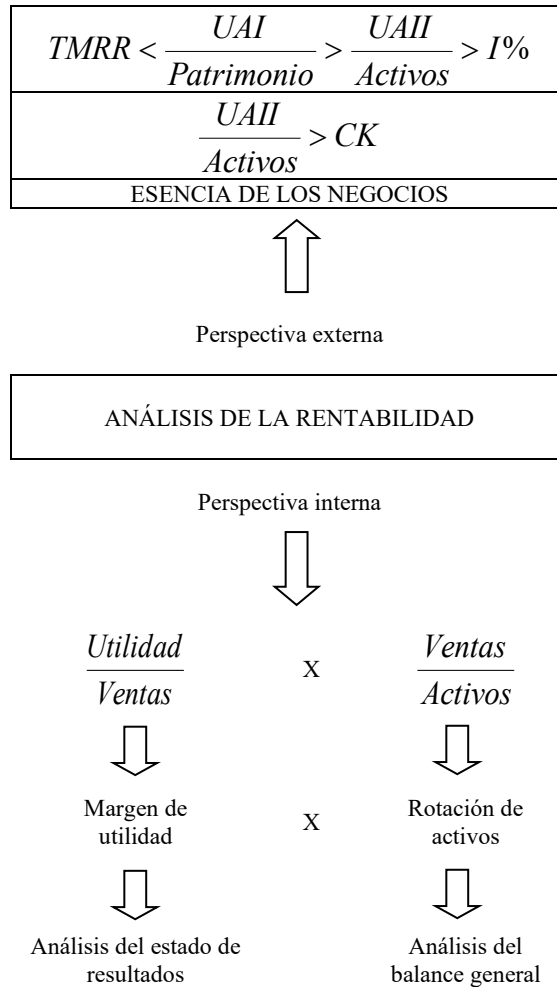 TMRR < UAI / Patrimonio > UAII / Activos > I%
UAII / Activos > CK
ESENCIA DE LOS NEGOCIOS
Perspectiva externa
ANÁLISIS DE LA RENTABILIDAD
Perspectiva interna
Utilidad / Ventas X Ventas / Activos
Margen de utilidad X Rotación de activos
Análisis del estado de resultados
Análisis del balance general